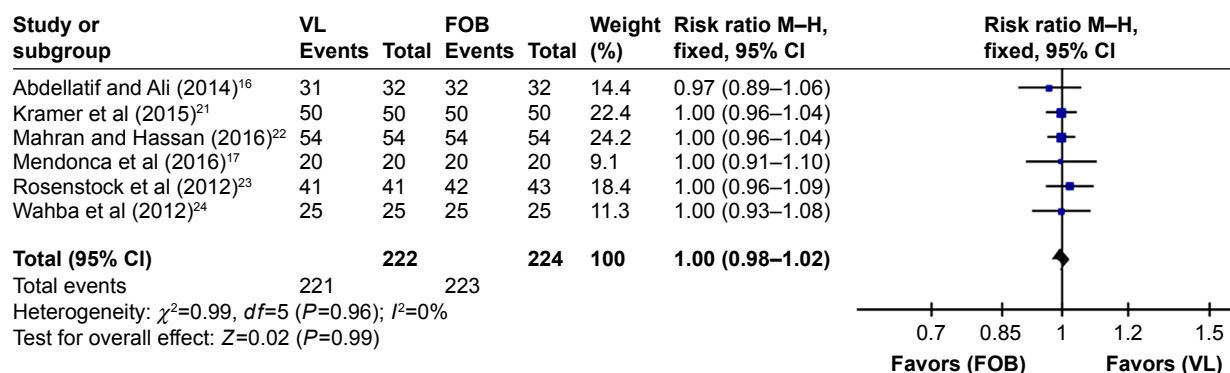 Study or VL FOB Weight Risk ratio M–H, Risk ratio M–H,
subgroup Events Total Events Total (%) fixed, 95% CI fixed, 95% CI
Abdellatif and Ali (2014)¹⁶ 31 32 32 32 14.4 0.97 (0.89–1.06)
Kramer et al (2015)²¹ 50 50 50 50 22.4 1.00 (0.96–1.04)
Mahran and Hassan (2016)²² 54 54 54 54 24.2 1.00 (0.96–1.04)
Mendonca et al (2016)¹⁷ 20 20 20 20 9.1 1.00 (0.91–1.10)
Rosenstock et al (2012)²³ 41 41 42 43 18.4 1.00 (0.96–1.09)
Wahba et al (2012)²⁴ 25 25 25 25 11.3 1.00 (0.93–1.08)
Total (95% CI) 222 224 100 1.00 (0.98–1.02)
Total events 221 223
Heterogeneity: χ²=0.99, df=5 (P=0.96); I²=0%
Test for overall effect: Z=0.02 (P=0.99)
0.7 0.85 1 1.2 1.5
Favors (FOB) Favors (VL)